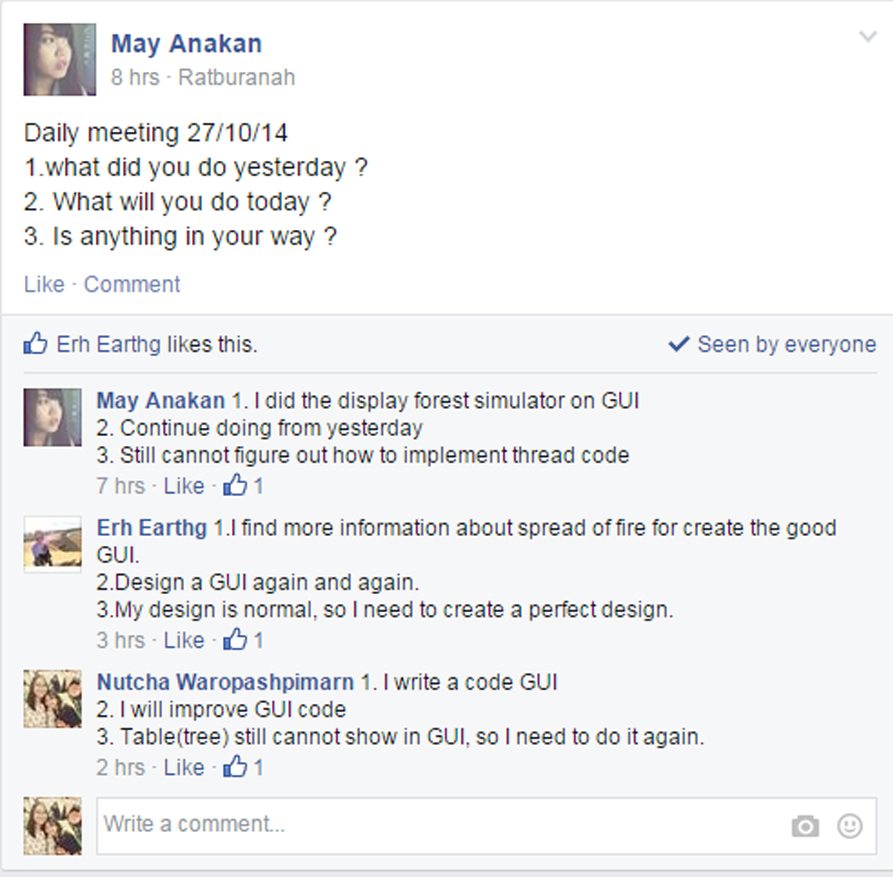 May Anakan
8 hrs · Ratburanah
Daily meeting 27/10/14
1.what did you do yesterday ?
2. What will you do today ?
3. Is anything in your way ?
Like · Comment
Erh Earthg likes this.
Seen by everyone
May Anakan 1. I did the display forest simulator on GUI
2. Continue doing from yesterday
3. Still cannot figure out how to implement thread code
7 hrs · Like · 1
Erh Earthg 1.I find more information about spread of fire for create the good
GUI.
2.Design a GUI again and again.
3.My design is normal, so I need to create a perfect design.
3 hrs · Like · 1
Nutcha Waropashpimarn 1. I write a code GUI
2. I will improve GUI code
3. Table(tree) still cannot show in GUI, so I need to do it again.
2 hrs · Like · 1
Write a comment...